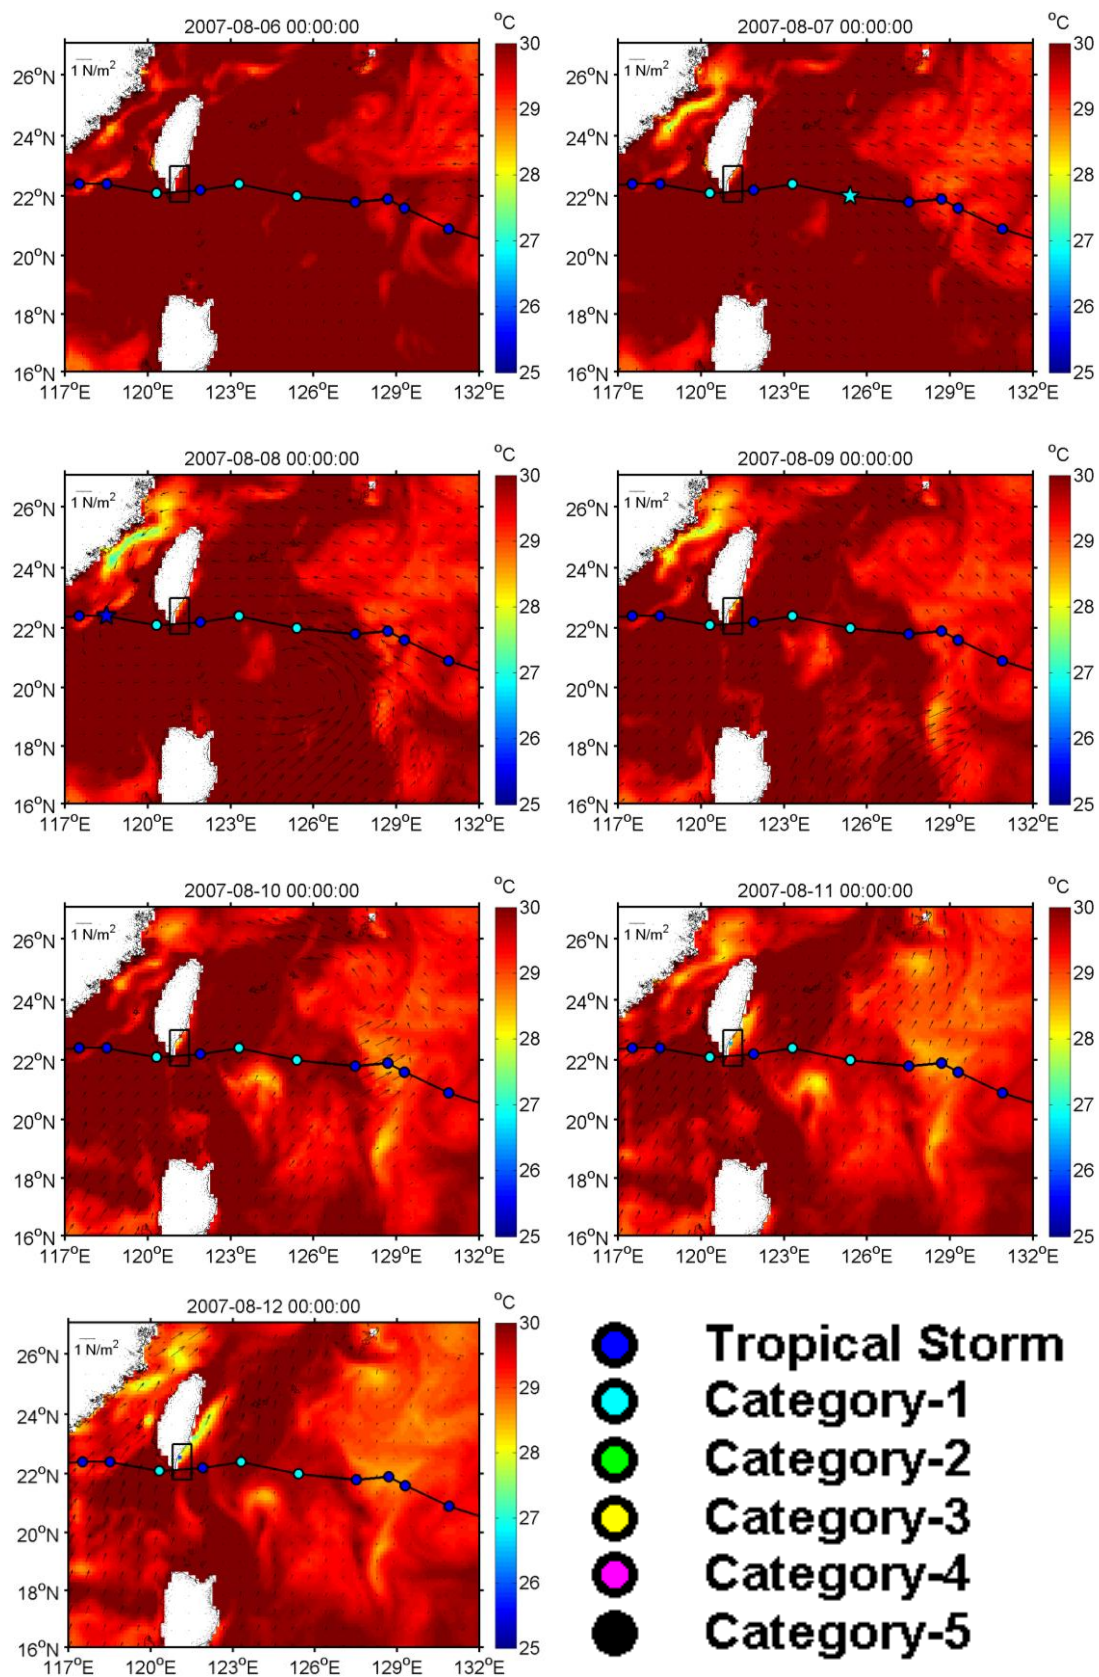 2007-08-06 00:00:00
°C
1 N/m²
26°N
24°N
22°N
20°N
18°N
16°N
117°E 120°E 123°E 126°E 129°E 132°E
30
29
28
27
26
25
2007-08-07 00:00:00
°C
1 N/m²
26°N
24°N
22°N
20°N
18°N
16°N
117°E 120°E 123°E 126°E 129°E 132°E
30
29
28
27
26
25
2007-08-08 00:00:00
°C
1 N/m²
26°N
24°N
22°N
20°N
18°N
16°N
117°E 120°E 123°E 126°E 129°E 132°E
30
29
28
27
26
25
2007-08-09 00:00:00
°C
1 N/m²
26°N
24°N
22°N
20°N
18°N
16°N
117°E 120°E 123°E 126°E 129°E 132°E
30
29
28
27
26
25
2007-08-10 00:00:00
°C
1 N/m²
26°N
24°N
22°N
20°N
18°N
16°N
117°E 120°E 123°E 126°E 129°E 132°E
30
29
28
27
26
25
2007-08-11 00:00:00
°C
1 N/m²
26°N
24°N
22°N
20°N
18°N
16°N
117°E 120°E 123°E 126°E 129°E 132°E
30
29
28
27
26
25
2007-08-12 00:00:00
°C
1 N/m²
26°N
24°N
22°N
20°N
18°N
16°N
117°E 120°E 123°E 126°E 129°E 132°E
30
29
28
27
26
25
Tropical Storm
Category-1
Category-2
Category-3
Category-4
Category-5